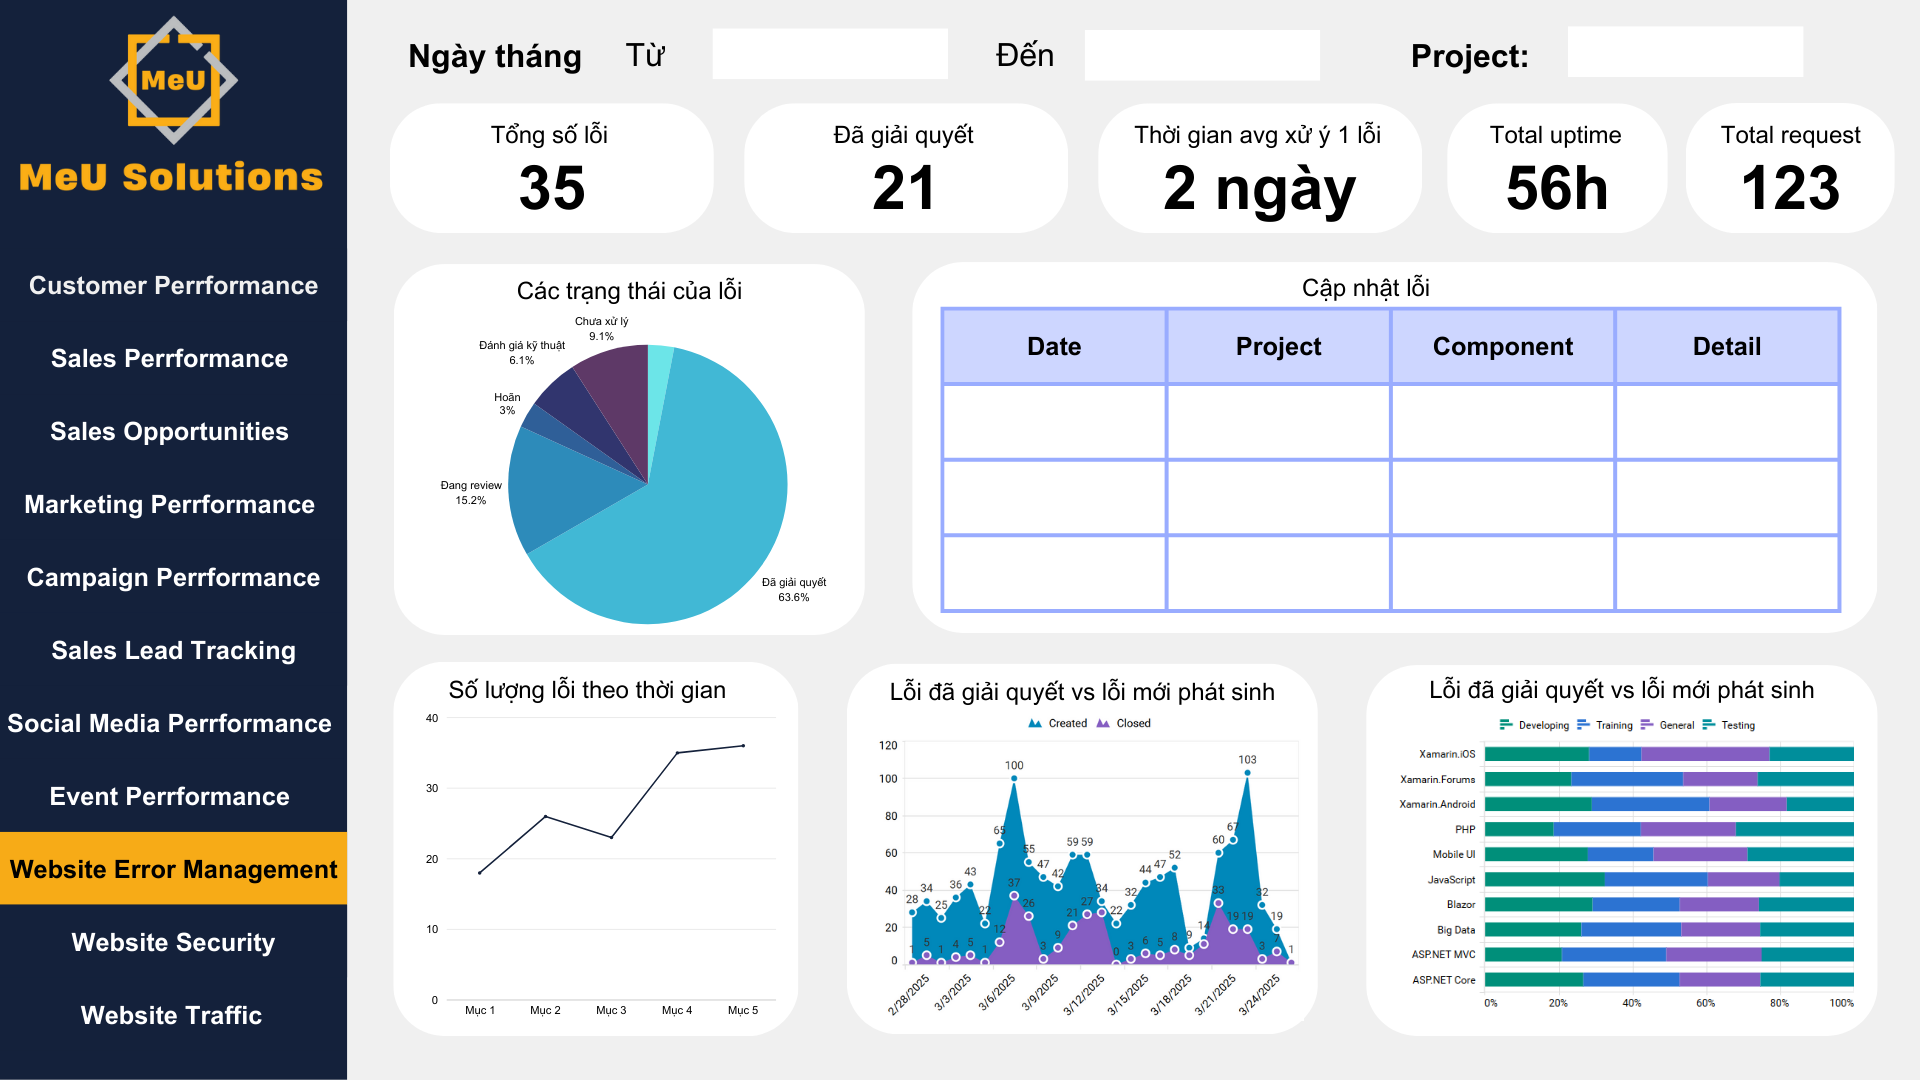 MeU
MeU Solutions
Customer Perrformance
Sales Perrformance
Sales Opportunities
Marketing Perrformance
Campaign Perrformance
Sales Lead Tracking
Social Media Perrformance
Event Perrformance
Website Error Management
Website Security
Website Traffic
Ngày tháng Từ Đến Project:
Tổng số lỗi
35
Đã giải quyết
21
Thời gian avg xử ý 1 lỗi
2 ngày
Total uptime
56h
Total request
123
Các trạng thái của lỗi
Chưa xử lý
9.1%
Đánh giá kỹ thuật
6.1%
Hoãn
3%
Đang review
15.2%
Đã giải quyết
63.6%
Cập nhật lỗi
Date Project Component Detail
Số lượng lỗi theo thời gian
40
30
20
10
0
Mục 1 Mục 2 Mục 3 Mục 4 Mục 5
Lỗi đã giải quyết vs lỗi mới phát sinh
Created Closed
120
100
80
60
40
20
0
28 34 25 36 43 22 65 100 55 47 42 59 59 34 22 32 44 47 52 9 14 60 67 103 32 19 1
1 5 1 4 5 1 12 37 26 3 9 21 27 0 3 6 5 8 33 19 19 3 7
2/28/2025 3/3/2025 3/6/2025 3/9/2025 3/12/2025 3/15/2025 3/18/2025 3/21/2025 3/24/2025
Lỗi đã giải quyết vs lỗi mới phát sinh
Developing Training General Testing
Xamarin.iOS
Xamarin.Forums
Xamarin.Android
PHP
Mobile UI
JavaScript
Blazor
Big Data
ASP.NET MVC
ASP.NET Core
0% 20% 40% 60% 80% 100%